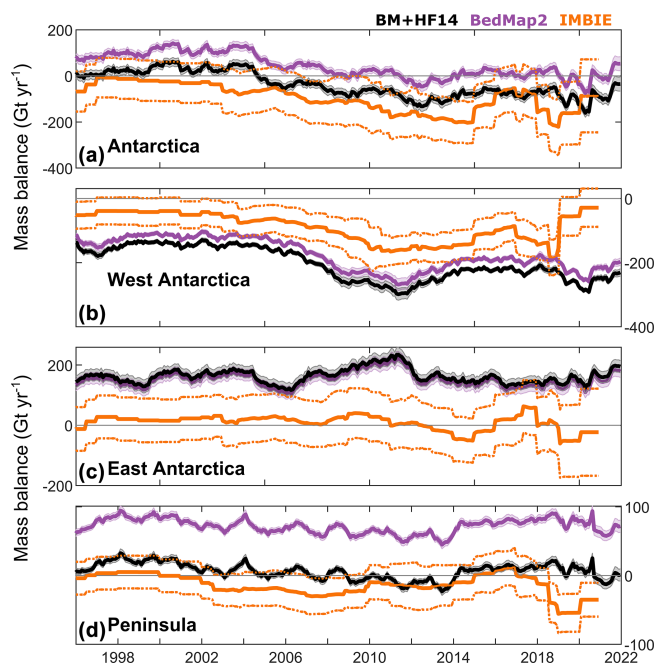 BM+HF14 BedMap2 IMBIE
Mass balance (Gt yr⁻¹)
100
0
-200
-400
(a) Antarctica
0
-200
-400
West Antarctica
(b)
Mass balance (Gt yr⁻¹)
200
0
-200
(c) East Antarctica
100
0
-100
(d) Peninsula
1998 2002 2006 2010 2014 2018 2022